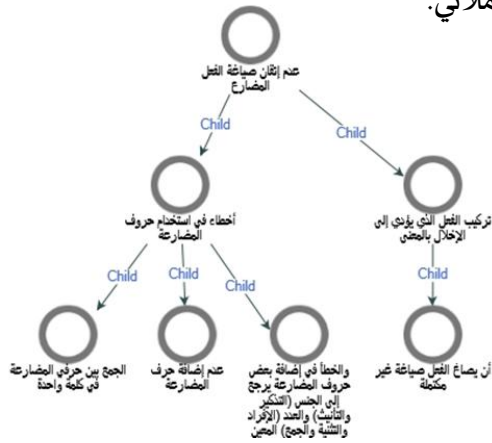 ملائي.
عدم إتقان صياغة الفعل
المضارع
Child
Child
أخطاء في استخدام حروف
المضارعة
تركيب الفعل الذي يؤدي إلى
الإخلال بالمعنى
Child
Child
Child
Child
الجمع بين حرفي المضارعة
في كلمة واحدة
عدم إضافة حرف
المضارعة
والخطأ في إضافة بعض
حروف المضارعة يرجع
إلى الجنس (التذكير
والتأنيث) والعدد (الإفراد
والتثنية والجمع) المعين
أن يصاغ الفعل صياغة غير
مكتملة